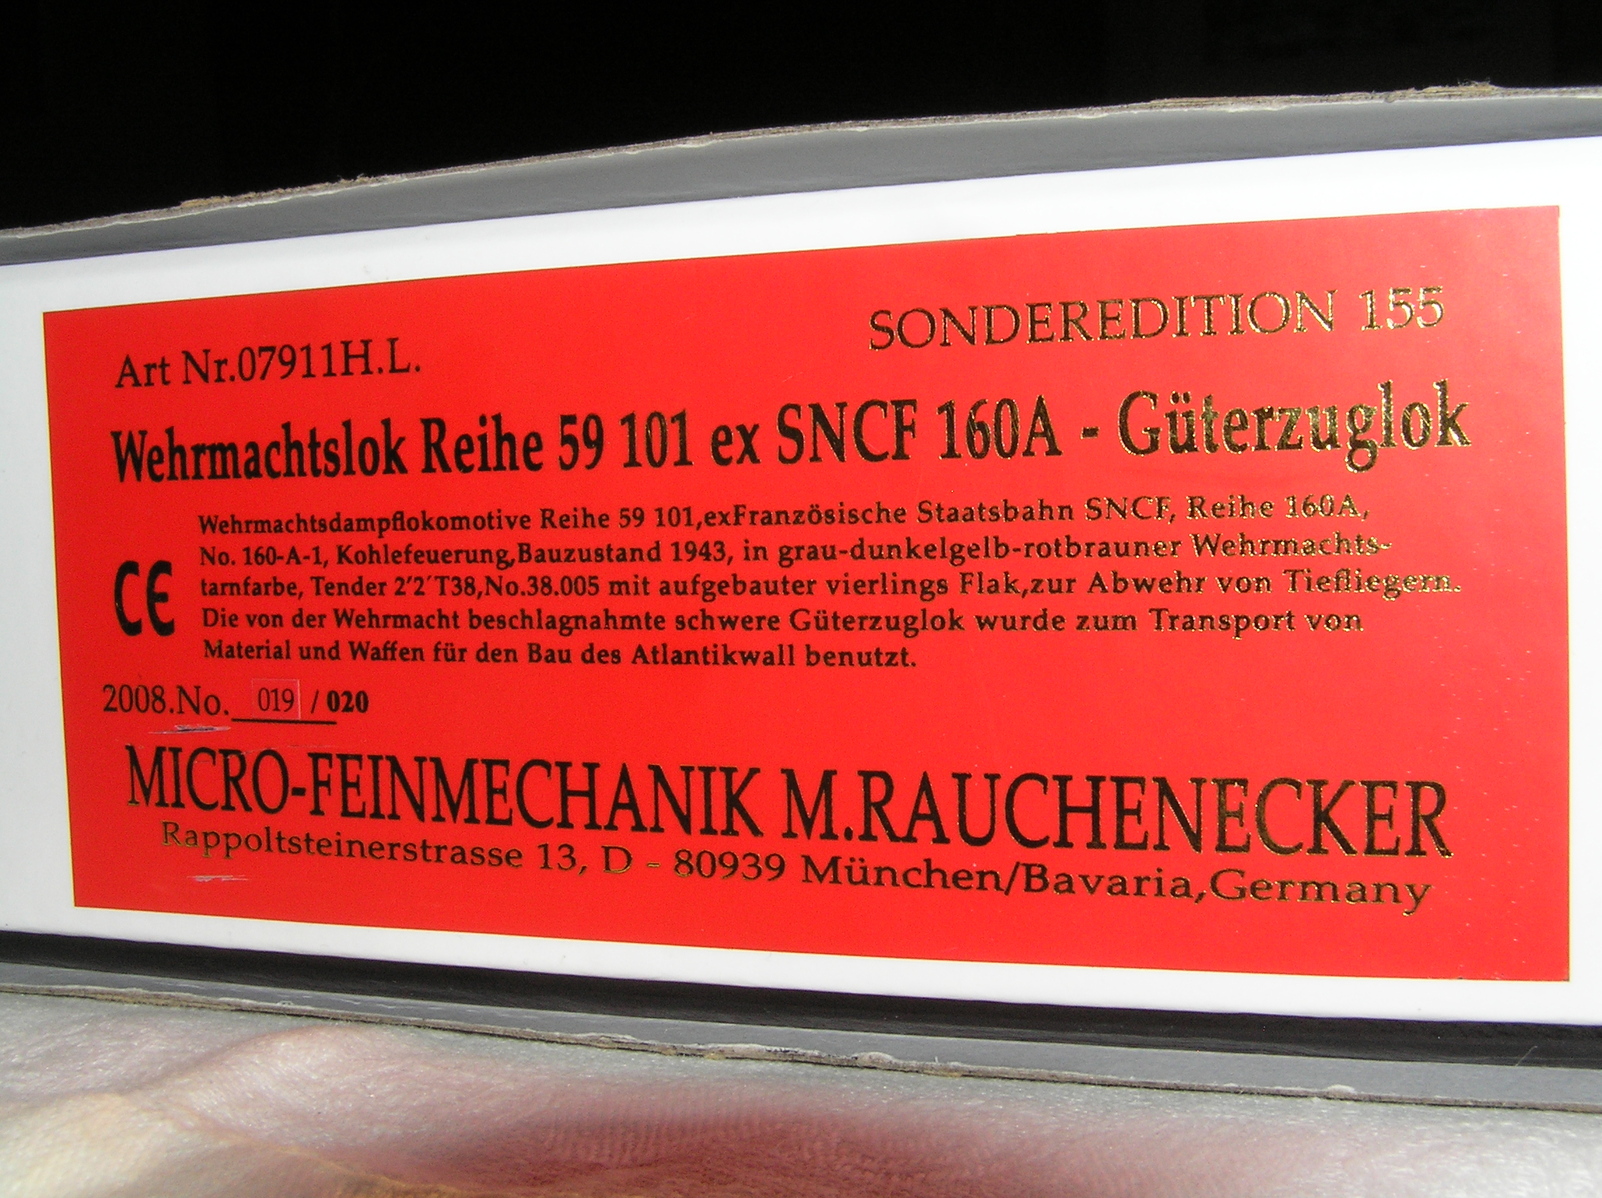 Art Nr.07911H.L.
SONDEREDITION 155
Wehrmachtslok Reihe 59 101 ex SNCF 160A - Güterzuglok
Wehrmachtsdampflokomotive Reihe 59 101,exFranzösische Staatsbahn SNCF, Reihe 160A,
No. 160-A-1, Kohlefeuerung,Bauzustand 1943, in grau-dunkelgelb-rotbrauner Wehrmachts-
tarnfarbe, Tender 2'2'T38,No.38.005 mit aufgebauter vierlings Flak,zur Abwehr von Tieffliegern.
Die von der Wehrmacht beschlagnahmte schwere Güterzuglok wurde zum Transport von
Material und Waffen für den Bau des Atlantikwall benutzt.
CE
2008.No. 019 / 020
MICRO-FEINMECHANIK M.RAUCHENECKER
Rappoltsteinerstrasse 13, D - 80939 München/Bavaria,Germany